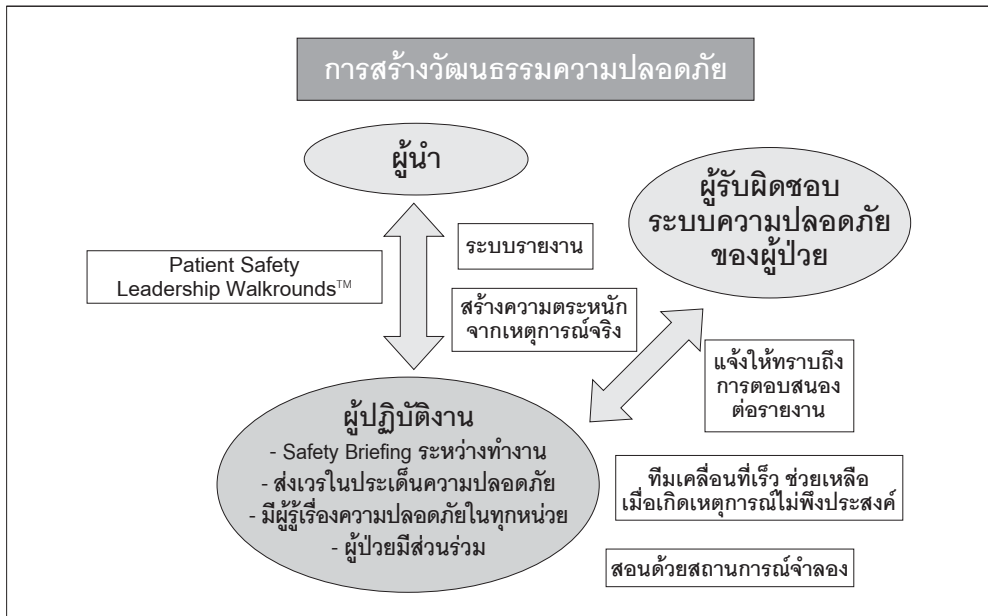 การสร้างวัฒนธรรมความปลอดภัย
ผู้นำ
ผู้รับผิดชอบ
ระบบความปลอดภัย
ของผู้ป่วย
Patient Safety
Leadership Walkrounds™
ระบบรายงาน
สร้างความตระหนัก
จากเหตุการณ์จริง
แจ้งให้ทราบถึง
การตอบสนอง
ต่อรายงาน
ผู้ปฏิบัติงาน
- Safety Briefing ระหว่างทำงาน
- ส่งเวรในประเด็นความปลอดภัย
- มีผู้รู้เรื่องความปลอดภัยในทุกหน่วย
- ผู้ป่วยมีส่วนร่วม
ทีมเคลื่อนที่เร็ว ช่วยเหลือ
เมื่อเกิดเหตุการณ์ไม่พึงประสงค์
สอนด้วยสถานการณ์จำลอง